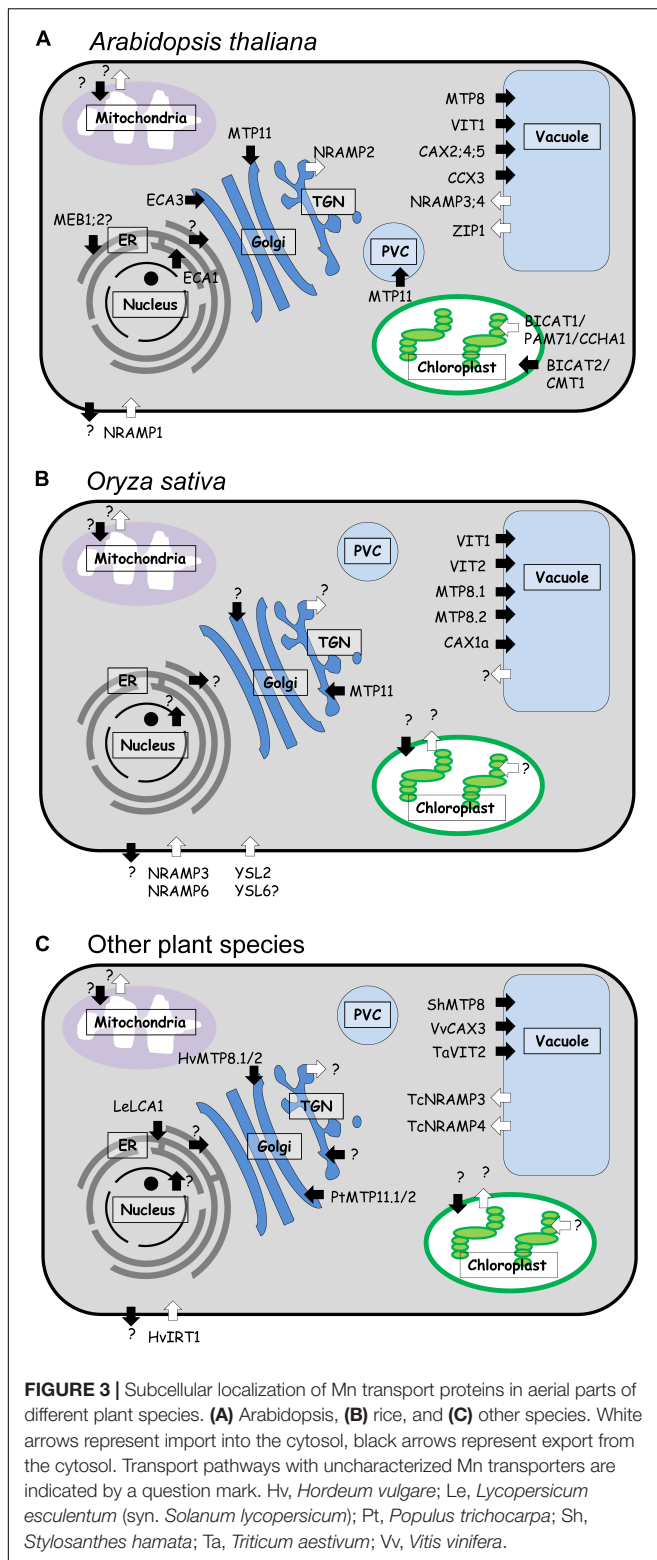 A Arabidopsis thaliana
? ?
Mitochondria
MTP11
NRAMP2
MTP8
VIT1
CAX2;4;5
CCX3
NRAMP3;4
ZIP1
Vacuole
ECA3
TGN
Golgi
MEB1;2?
ER
?
ECA1
Nucleus
PVC
MTP11
BICAT1/
PAM71/CCHA1
Chloroplast
BICAT2/
CMT1
? NRAMP1
B Oryza sativa
? ?
Mitochondria
PVC
VIT1
VIT2
MTP8.1
MTP8.2
CAX1a
?
Vacuole
?
?
TGN
Golgi
MTP11
ER
?
?
Nucleus
? ?
?
Chloroplast
? NRAMP3 YSL2
NRAMP6 YSL6?
C Other plant species
? ?
Mitochondria
PVC
ShMTP8
VvCAX3
TaVIT2
TcNRAMP3
TcNRAMP4
Vacuole
HvMTP8.1/2
?
TGN
Golgi
?
PtMTP11.1/2
LeLCA1
ER
?
?
Nucleus
? ?
?
Chloroplast
? HvIRT1
FIGURE 3 | Subcellular localization of Mn transport proteins in aerial parts of
different plant species. (A) Arabidopsis, (B) rice, and (C) other species. White
arrows represent import into the cytosol, black arrows represent export from
the cytosol. Transport pathways with uncharacterized Mn transporters are
indicated by a question mark. Hv, Hordeum vulgare; Le, Lycopersicum
esculentum (syn. Solanum lycopersicum); Pt, Populus trichocarpa; Sh,
Stylosanthes hamata; Ta, Triticum aestivum; Vv, Vitis vinifera.